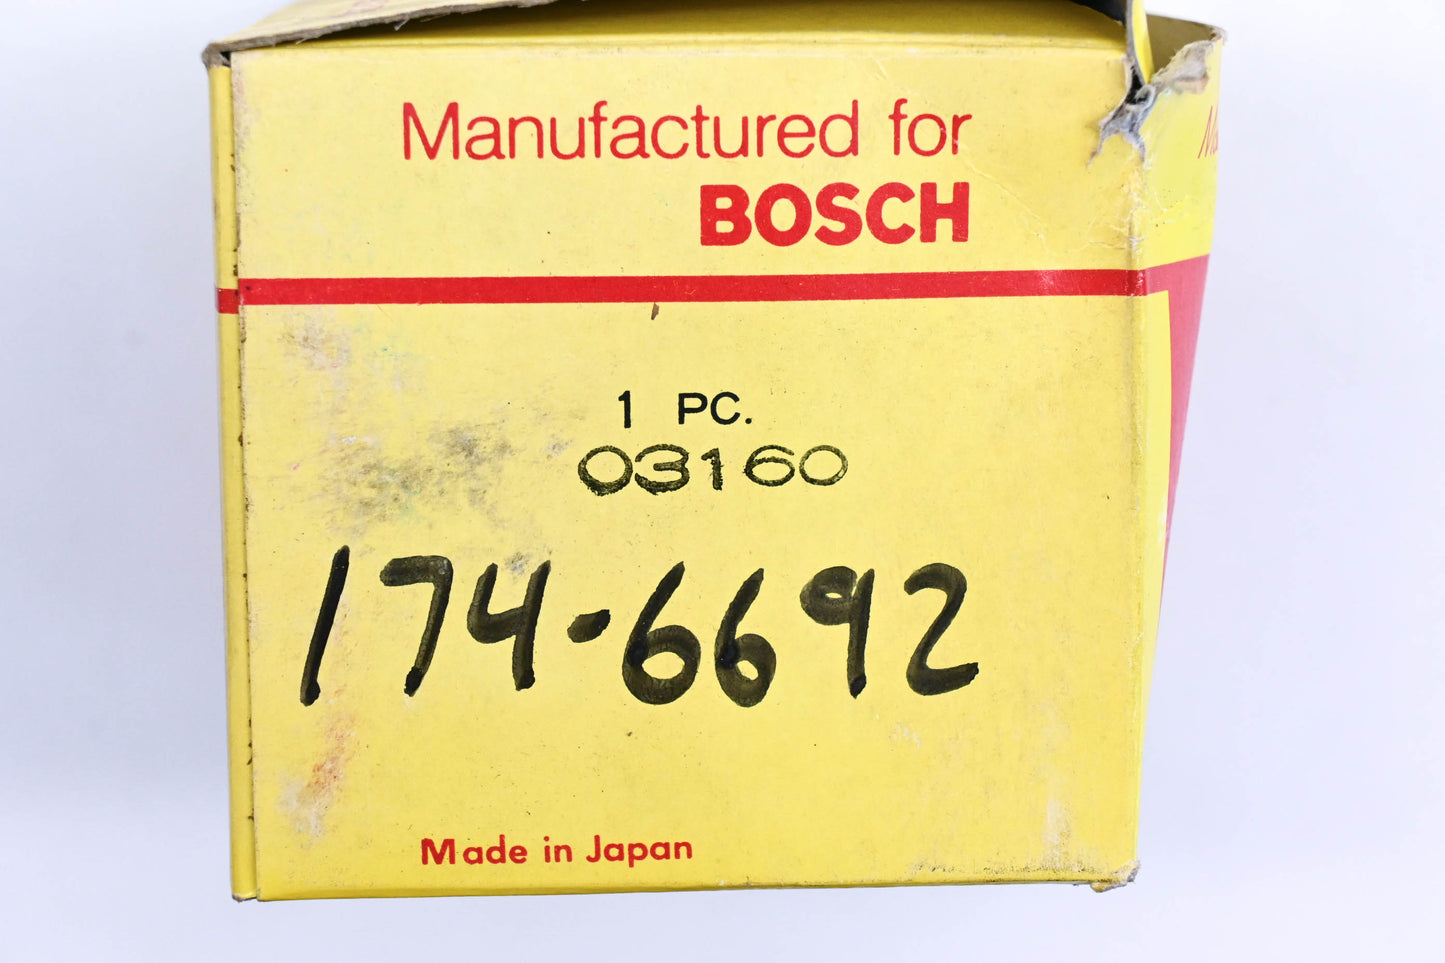 Manufactured for
BOSCH
1 PC.
03160
174-6692
Made in Japan